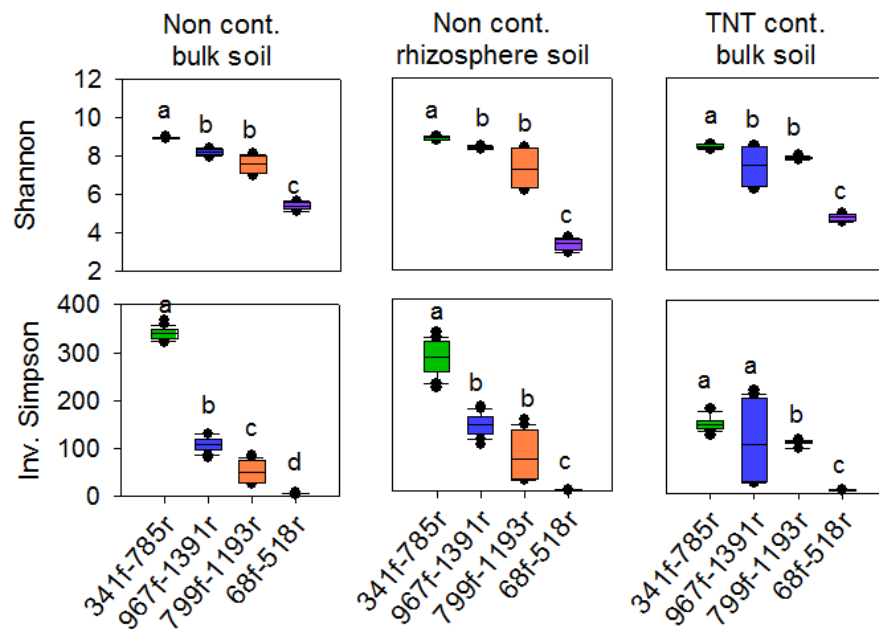 Non cont.
bulk soil
Non cont.
rhizosphere soil
TNT cont.
bulk soil
Shannon
12
10
8
6
4
2
a
b
b
c
a
b
b
c
a
b
b
c
Inv. Simpson
400
300
200
100
0
a
b
c
d
a
b
b
c
a
a
b
c
341f-785r
967f-1391r
799f-1193r
68f-518r
341f-785r
967f-1391r
799f-1193r
68f-518r
341f-785r
967f-1391r
799f-1193r
68f-518r